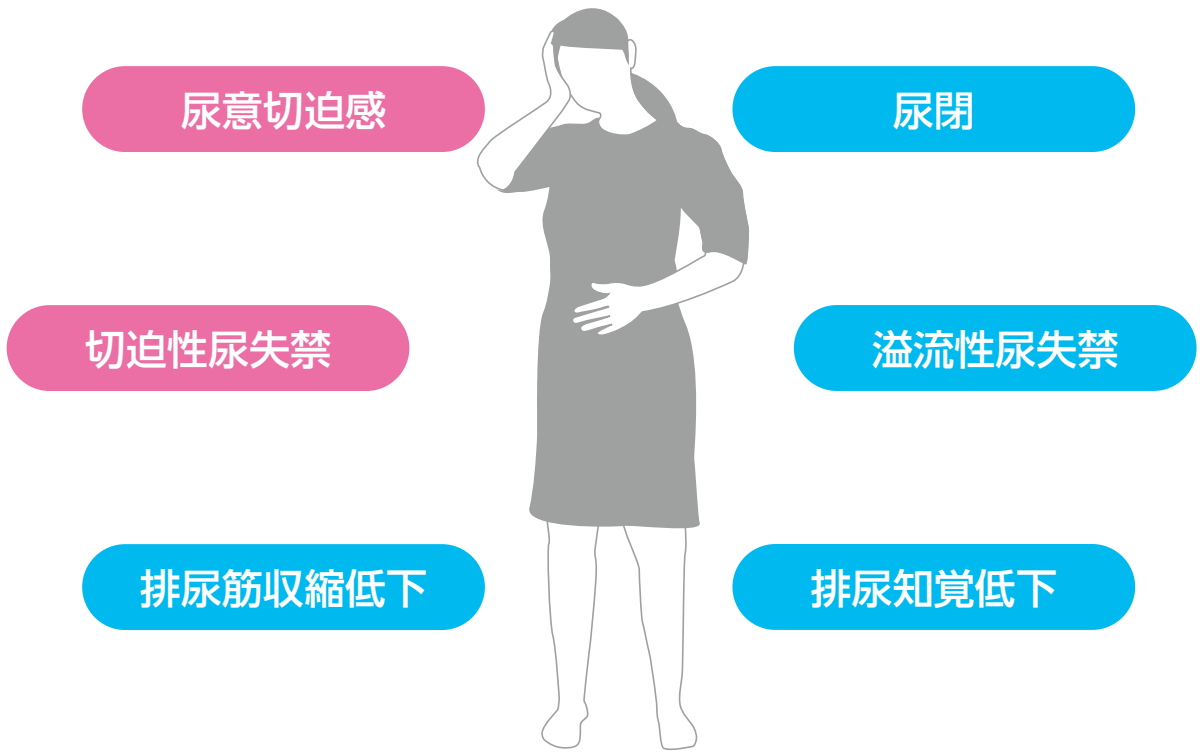 尿意切迫感
尿閉
切迫性尿失禁
溢流性尿失禁
排尿筋収縮低下
排尿知覚低下